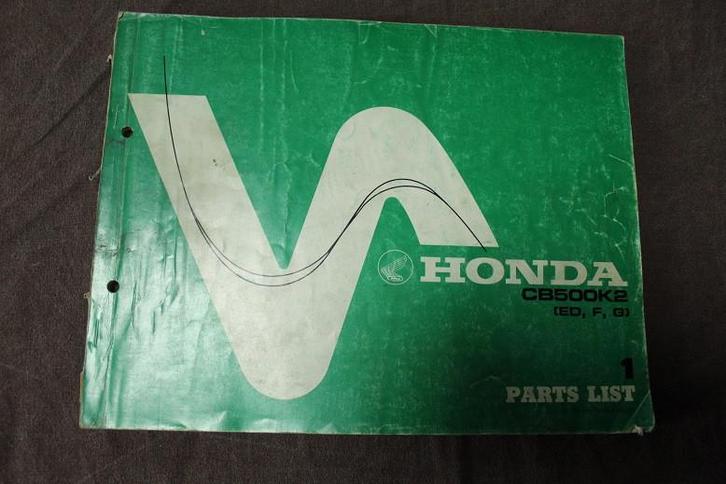 HONDA
CB500K2
(ED, F, G)
1
PARTS LIST